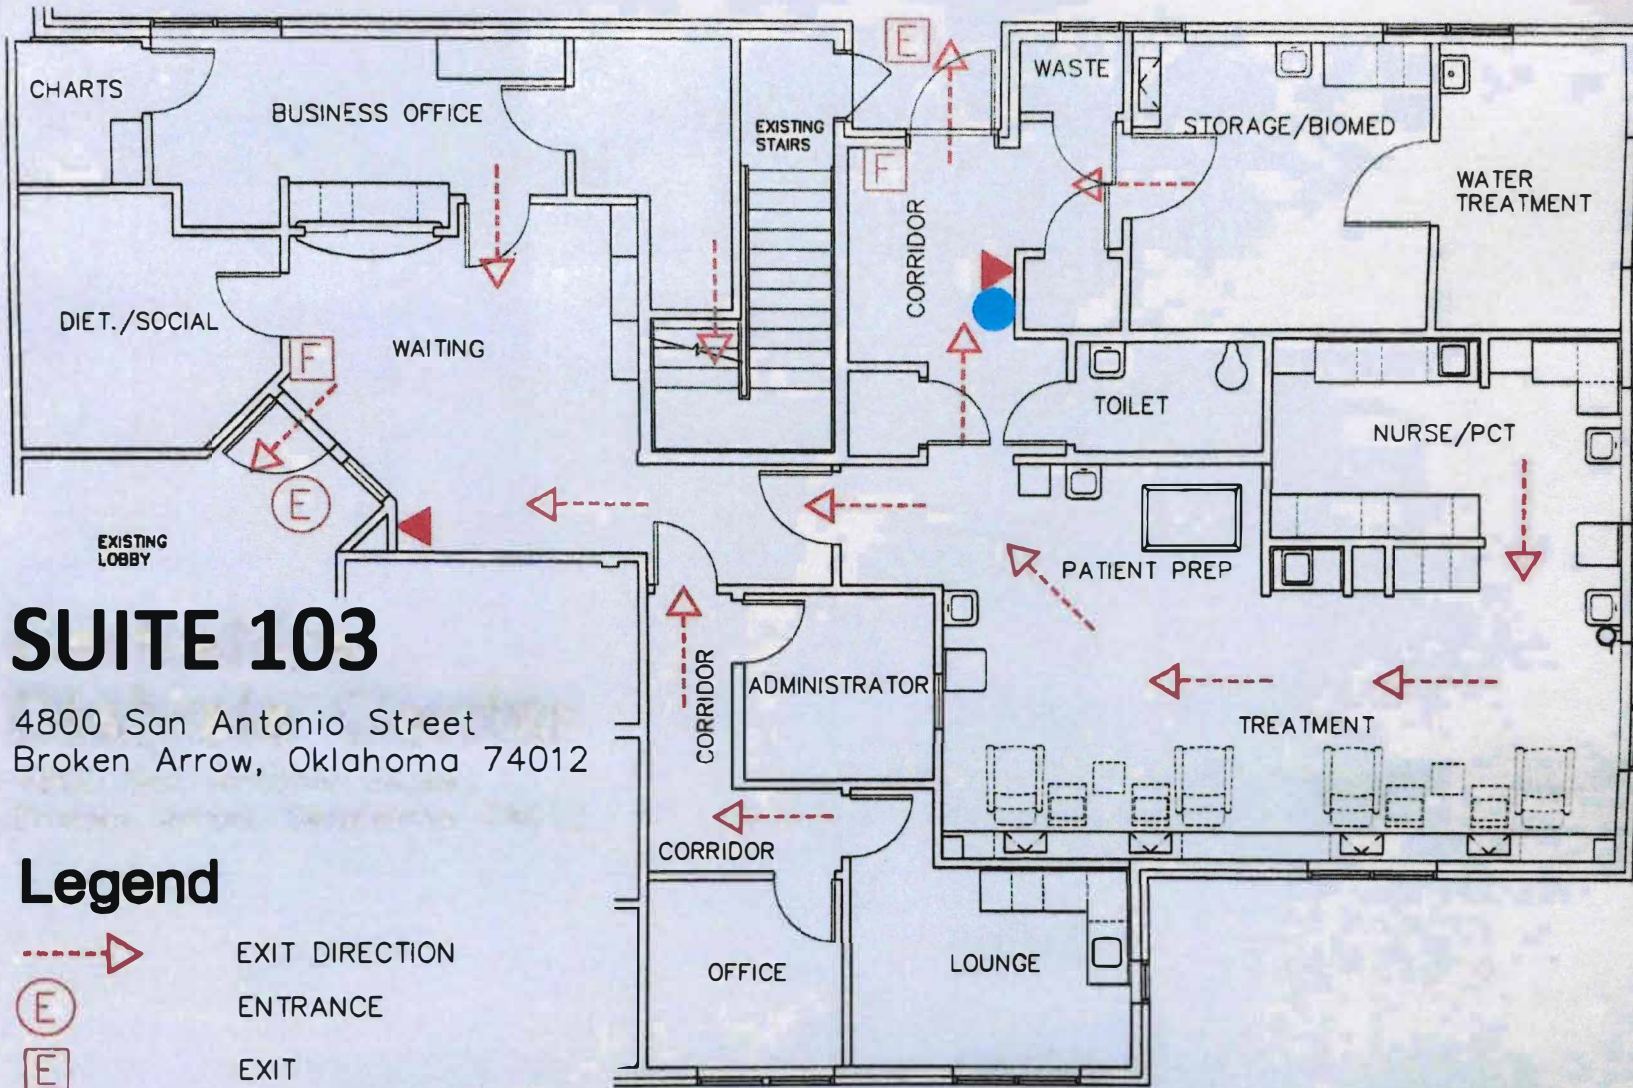 CHARTS
BUSINESS OFFICE
EXISTING
STAIRS
E
WASTE
STORAGE/BIOMED
F
WATER
TREATMENT
CORRIDOR
DIET./SOCIAL
F
WAITING
TOILET
NURSE/PCT
E
EXISTING
LOBBY
PATIENT PREP
SUITE 103
4800 San Antonio Street
Broken Arrow, Oklahoma 74012
CORRIDOR
ADMINISTRATOR
TREATMENT
CORRIDOR
OFFICE
LOUNGE
Legend
EXIT DIRECTION
E
ENTRANCE
E
EXIT